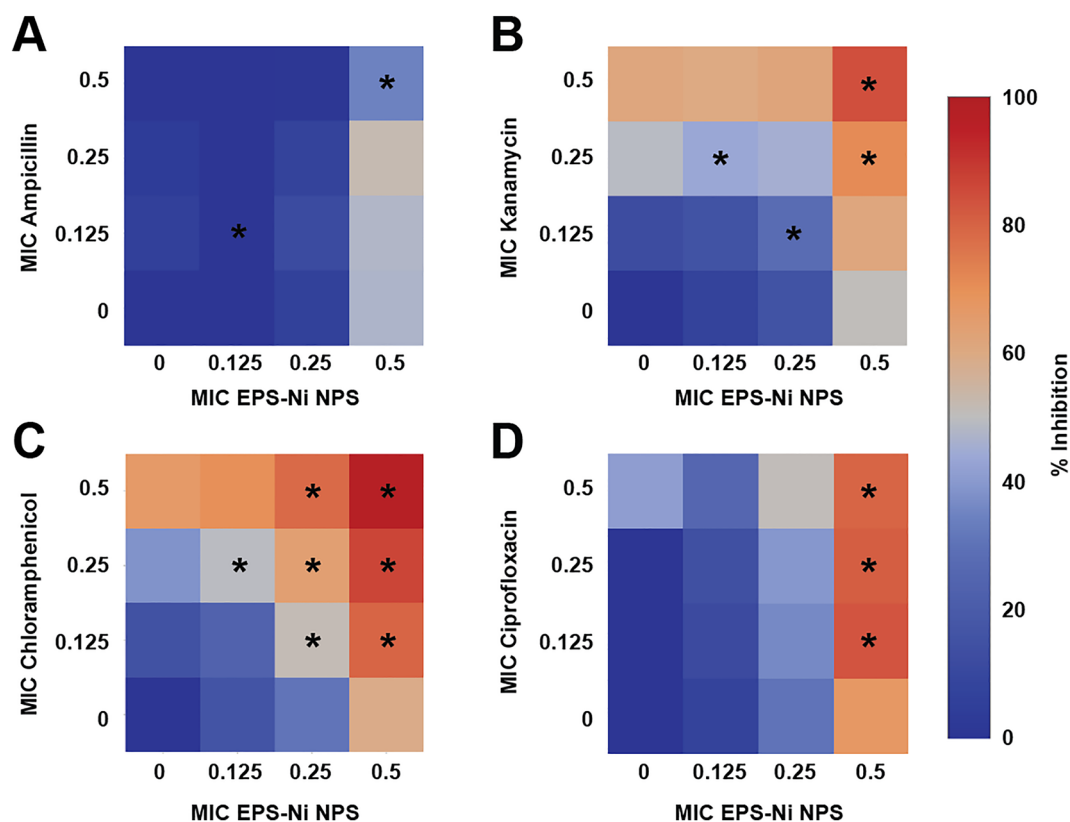 A
MIC Ampicillin
0.5
*
0.25
0.125
*
0
0 0.125 0.25 0.5
MIC EPS-Ni NPS
B
MIC Kanamycin
0.5
*
0.25
* *
0.125
*
0
0 0.125 0.25 0.5
MIC EPS-Ni NPS
C
MIC Chloramphenicol
0.5
* *
0.25
* * *
0.125
* *
0
0 0.125 0.25 0.5
MIC EPS-Ni NPS
D
MIC Ciprofloxacin
0.5
*
0.25
*
0.125
*
0
0 0.125 0.25 0.5
MIC EPS-Ni NPS
100
80
60
40
20
0
% Inhibition